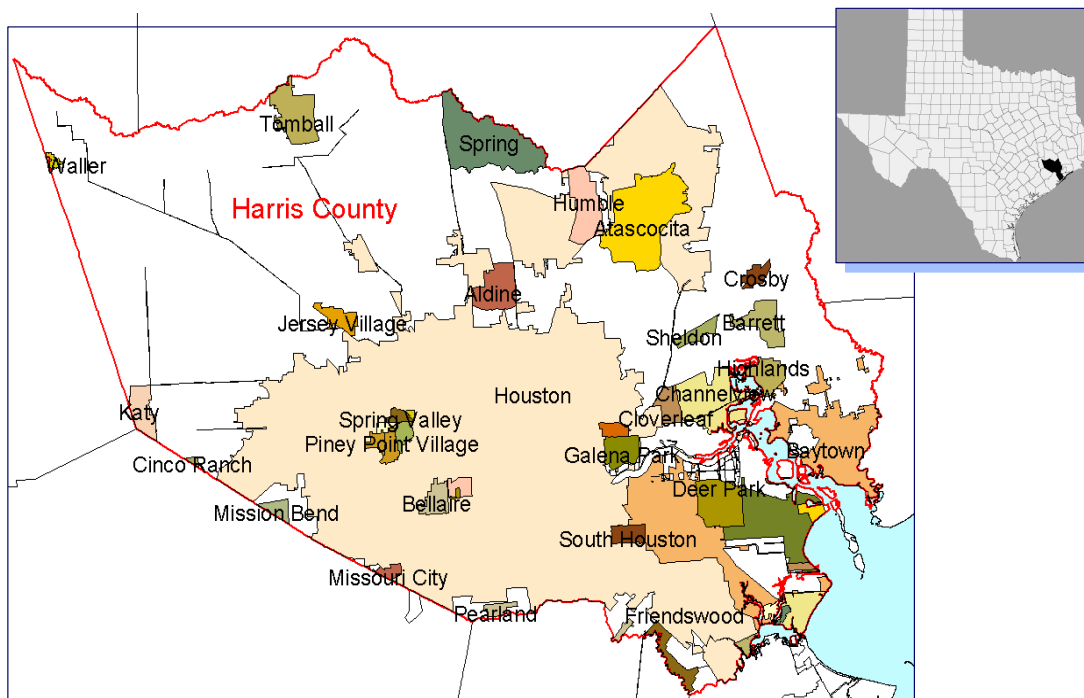 Tomball
Spring
Waller
Harris County
Humble
Atascocita
Crosby
Aldine
Jersey Village
Barrett
Sheldon
Highlands
Houston
Channelview
Katy
Spring Valley
Cloverleaf
Piney Point Village
Galena Park
Baytown
Cinco Ranch
Deer Park
Bellaire
Mission Bend
South Houston
Missouri City
Pearland
Friendswood